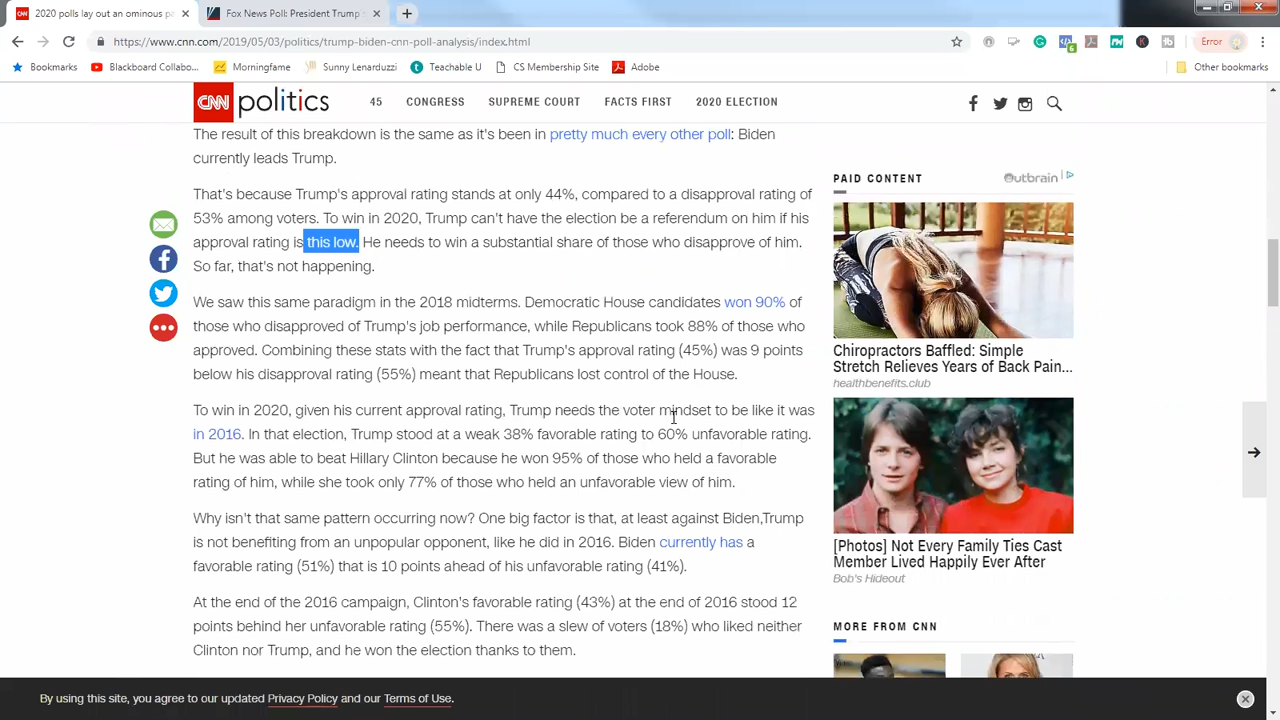 2020 polls lay out an ominous pa
Fox News Poll: President Trump
https://www.cnn.com/2019/05/03/politics/trump-biden-cnn-poll-analysis/index.html
6
Error
Bookmarks
Blackboard Collabo...
Morningfame
Sunny Lenarduzzi
Teachable U
CS Membership Site
Adobe
Other bookmarks
CNN politics
45
CONGRESS
SUPREME COURT
FACTS FIRST
2020 ELECTION
The result of this breakdown is the same as it's been in pretty much every other poll: Biden
currently leads Trump.
That's because Trump's approval rating stands at only 44%, compared to a disapproval rating of
53% among voters. To win in 2020, Trump can't have the election be a referendum on him if his
approval rating is this low. He needs to win a substantial share of those who disapprove of him.
So far, that's not happening.
We saw this same paradigm in the 2018 midterms. Democratic House candidates won 90% of
those who disapproved of Trump's job performance, while Republicans took 88% of those who
approved. Combining these stats with the fact that Trump's approval rating (45%) was 9 points
below his disapproval rating (55%) meant that Republicans lost control of the House.
To win in 2020, given his current approval rating, Trump needs the voter mindset to be like it was
in 2016. In that election, Trump stood at a weak 38% favorable rating to 60% unfavorable rating.
But he was able to beat Hillary Clinton because he won 95% of those who held a favorable
rating of him, while she took only 77% of those who held an unfavorable view of him.
Why isn't that same pattern occurring now? One big factor is that, at least against Biden,Trump
is not benefiting from an unpopular opponent, like he did in 2016. Biden currently has a
favorable rating (51%) that is 10 points ahead of his unfavorable rating (41%).
At the end of the 2016 campaign, Clinton's favorable rating (43%) at the end of 2016 stood 12
points behind her unfavorable rating (55%). There was a slew of voters (18%) who liked neither
Clinton nor Trump, and he won the election thanks to them.
PAID CONTENT
Outbrain
Chiropractors Baffled: Simple
Stretch Relieves Years of Back Pain...
healthbenefits.club
[Photos] Not Every Family Ties Cast
Member Lived Happily Ever After
Bob's Hideout
MORE FROM CNN
By using this site, you agree to our updated Privacy Policy and our Terms of Use.